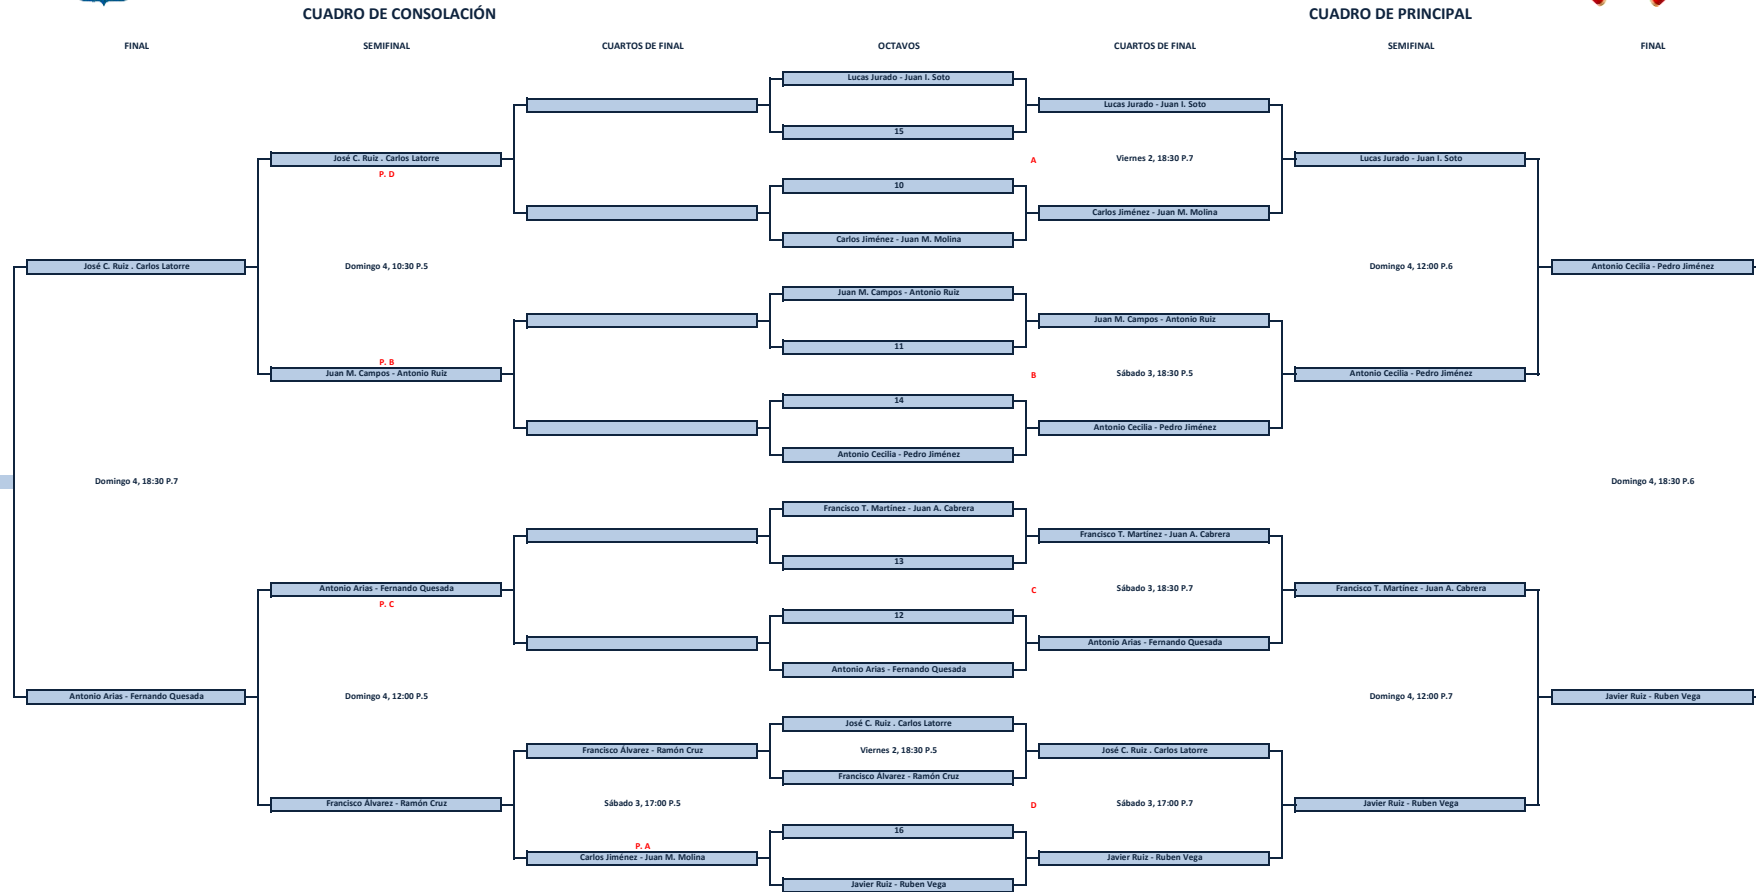 CUADRO DE CONSOLACIÓN
CUADRO DE PRINCIPAL
FINAL
SEMIFINAL
CUARTOS DE FINAL
OCTAVOS
CUARTOS DE FINAL
SEMIFINAL
FINAL
Lucas Jurado - Juan I. Soto
Lucas Jurado - Juan I. Soto
15
José C. Ruiz . Carlos Latorre
A
Viernes 2, 18:30 P.7
Lucas Jurado - Juan I. Soto
P. D
10
Carlos Jiménez - Juan M. Molina
Carlos Jiménez - Juan M. Molina
José C. Ruiz . Carlos Latorre
Domingo 4, 10:30 P.5
Domingo 4, 12:00 P.6
Antonio Cecilia - Pedro Jiménez
Juan M. Campos - Antonio Ruiz
Juan M. Campos - Antonio Ruiz
11
P. B
Juan M. Campos - Antonio Ruiz
B
Sábado 3, 18:30 P.5
Antonio Cecilia - Pedro Jiménez
14
Antonio Cecilia - Pedro Jiménez
Antonio Cecilia - Pedro Jiménez
Domingo 4, 18:30 P.7
Domingo 4, 18:30 P.6
Francisco T. Martínez - Juan A. Cabrera
Francisco T. Martínez - Juan A. Cabrera
13
Antonio Arias - Fernando Quesada
C
Sábado 3, 18:30 P.7
Francisco T. Martínez - Juan A. Cabrera
P. C
12
Antonio Arias - Fernando Quesada
Antonio Arias - Fernando Quesada
Antonio Arias - Fernando Quesada
Domingo 4, 12:00 P.5
Domingo 4, 12:00 P.7
Javier Ruiz - Ruben Vega
José C. Ruiz . Carlos Latorre
Francisco Álvarez - Ramón Cruz
Viernes 2, 18:30 P.5
José C. Ruiz . Carlos Latorre
Francisco Álvarez - Ramón Cruz
Francisco Álvarez - Ramón Cruz
Sábado 3, 17:00 P.5
D
Sábado 3, 17:00 P.7
Javier Ruiz - Ruben Vega
16
P. A
Carlos Jiménez - Juan M. Molina
Javier Ruiz - Ruben Vega
Javier Ruiz - Ruben Vega